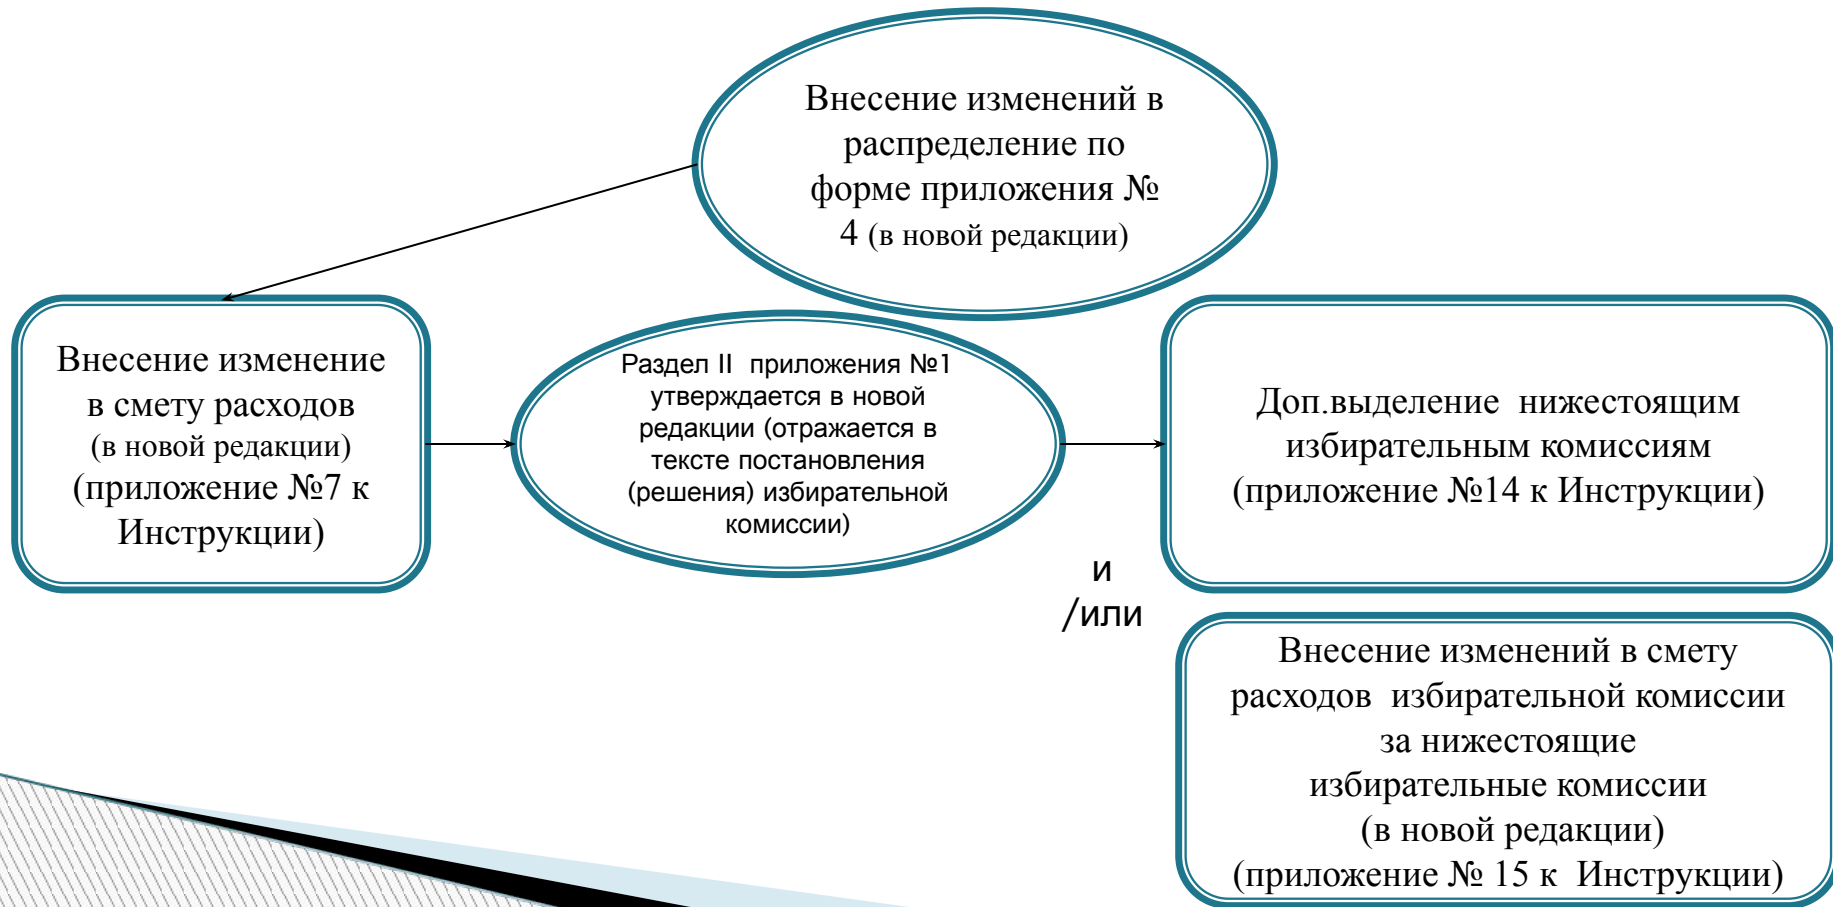 Внесение изменений в
распределение по
форме приложения №
4 (в новой редакции)
Внесение изменение
в смету расходов
(в новой редакции)
(приложение №7 к
Инструкции)
Раздел II приложения №1
утверждается в новой
редакции (отражается в
тексте постановления
(решения) избирательной
комиссии)
Доп.выделение нижестоящим
избирательным комиссиям
(приложение №14 к Инструкции)
и
/или
Внесение изменений в смету
расходов избирательной комиссии
за нижестоящие
избирательные комиссии
(в новой редакции)
(приложение № 15 к Инструкции)